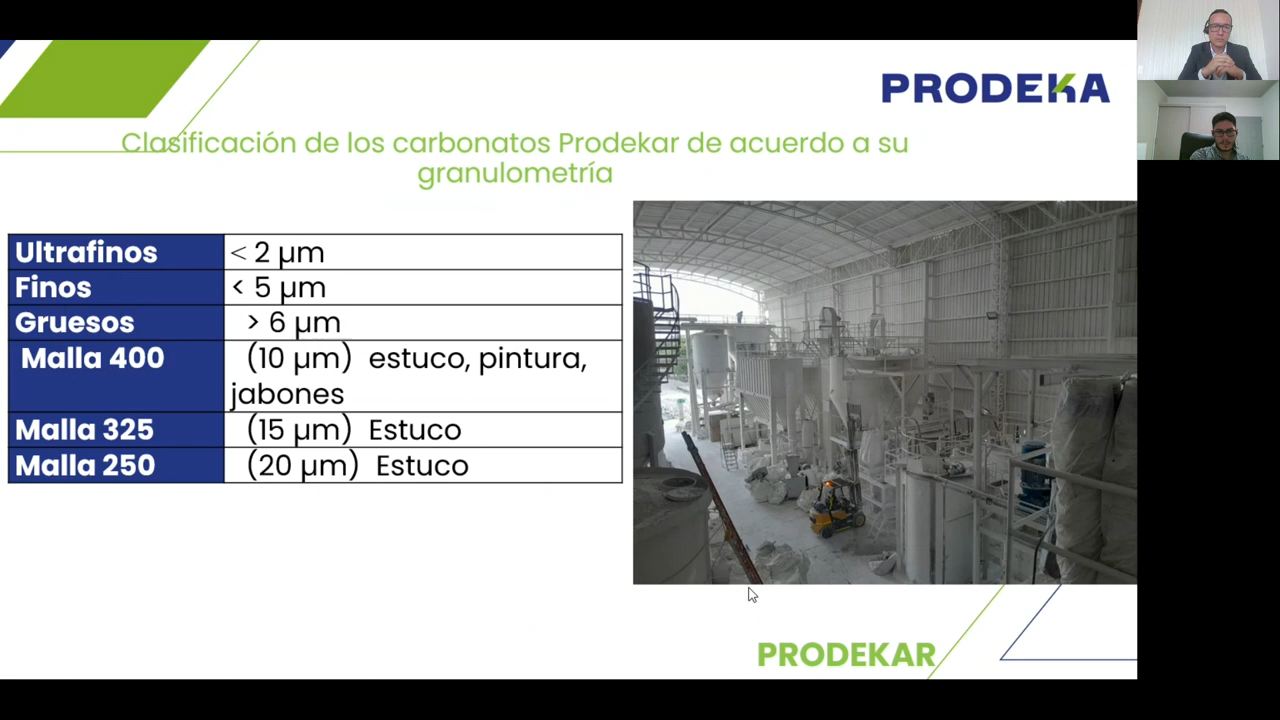 PRODEKA
Clasificación de los carbonatos Prodekar de acuerdo a su
granulometría
Ultrafinos < 2 µm
Finos < 5 µm
Gruesos > 6 µm
Malla 400 (10 µm) estuco, pintura,
jabones
Malla 325 (15 µm) Estuco
Malla 250 (20 µm) Estuco
PRODEKAR